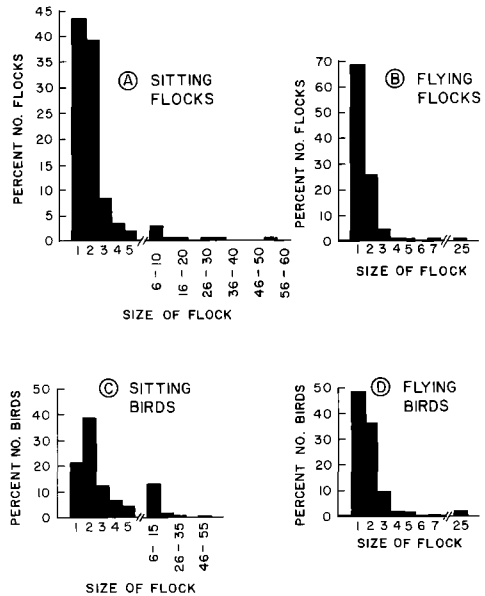 PERCENT NO. FLOCKS
45
40
35
30
25
20
15
10
5
0
Ⓐ SITTING
FLOCKS
1 2 3 4 5 6-10 16-20 26-30 36-40 46-50 56-60
SIZE OF FLOCK
PERCENT NO. FLOCKS
70
60
50
40
30
20
10
0
Ⓑ FLYING
FLOCKS
1 2 3 4 5 6 7 25
SIZE OF FLOCK
PERCENT NO. BIRDS
50
40
30
20
10
0
Ⓒ SITTING
BIRDS
1 2 3 4 5 6-15 26-35 46-55
SIZE OF FLOCK
PERCENT NO. BIRDS
50
40
30
20
10
0
Ⓓ FLYING
BIRDS
1 2 3 4 5 6 7 25
SIZE OF FLOCK